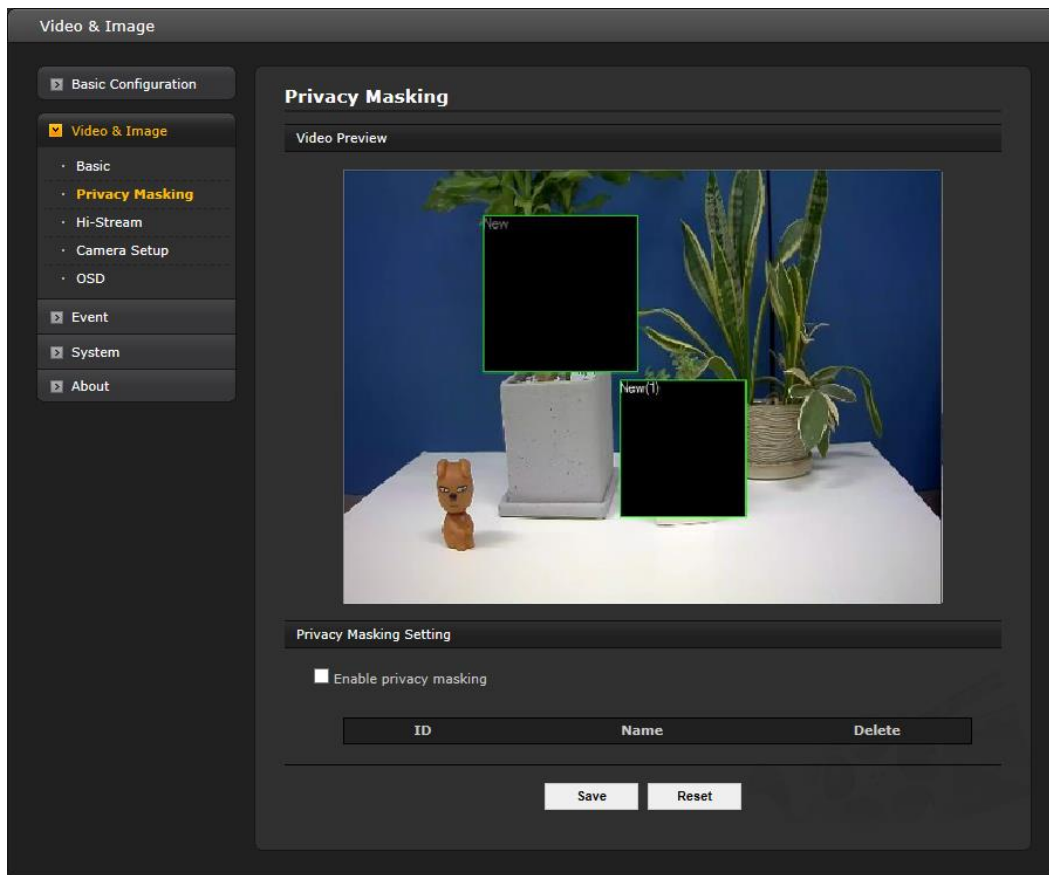 Video & Image
Basic Configuration
Video & Image
· Basic
· Privacy Masking
· Hi-Stream
· Camera Setup
· OSD
Event
System
About
Privacy Masking
Video Preview
New
New(1)
Privacy Masking Setting
Enable privacy masking
ID Name Delete
Save Reset